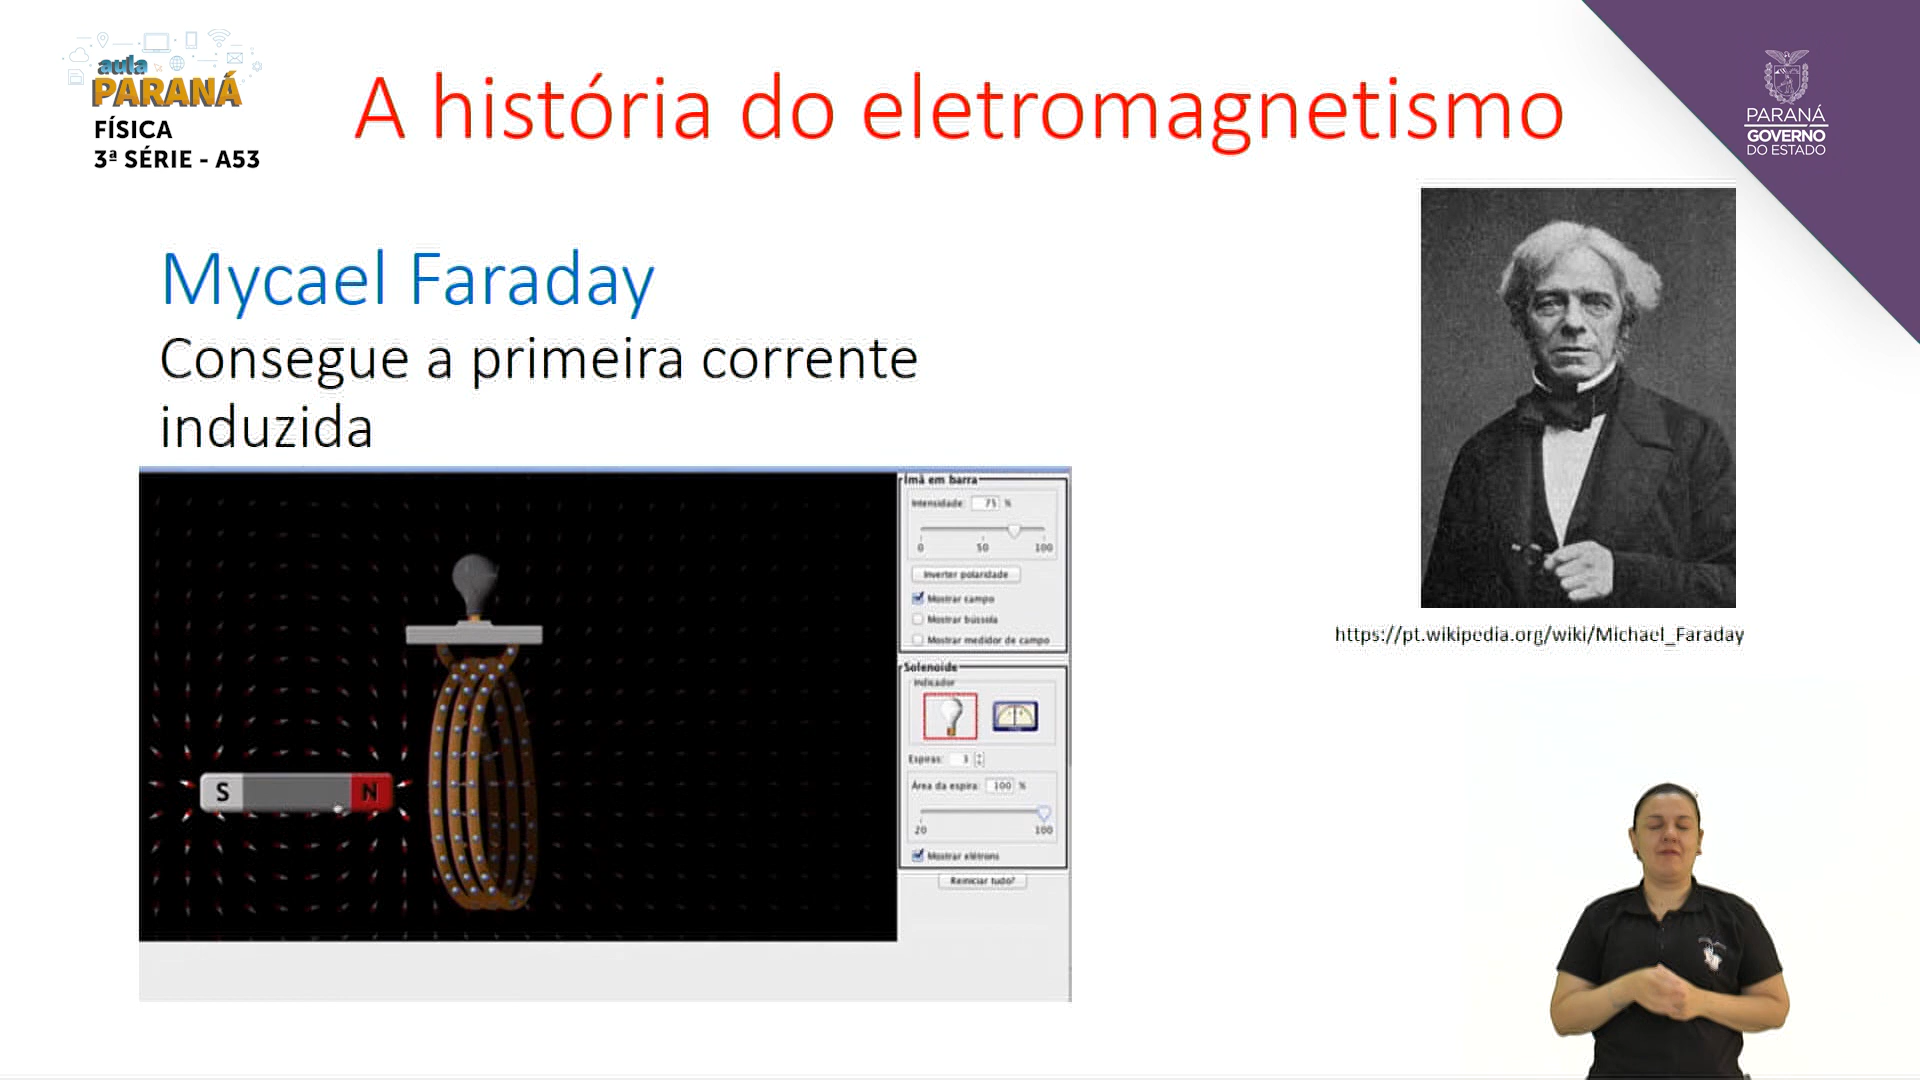 aula
PARANÁ
FÍSICA
3ª SÉRIE - A53
A história do eletromagnetismo
PARANÁ
GOVERNO
DO ESTADO
Mycael Faraday
Consegue a primeira corrente
induzida
S
N
Imã em barra
Intensidade: 75 %
0 50 100
Inverter polaridade
Mostrar campo
Mostrar bússola
Mostrar medidor de campo
Solenoide
Indicador
Espiras: 3
Área da espira: 100 %
20 100
Mostrar elétrons
Reiniciar tudo!
https://pt.wikipedia.org/wiki/Michael_Faraday